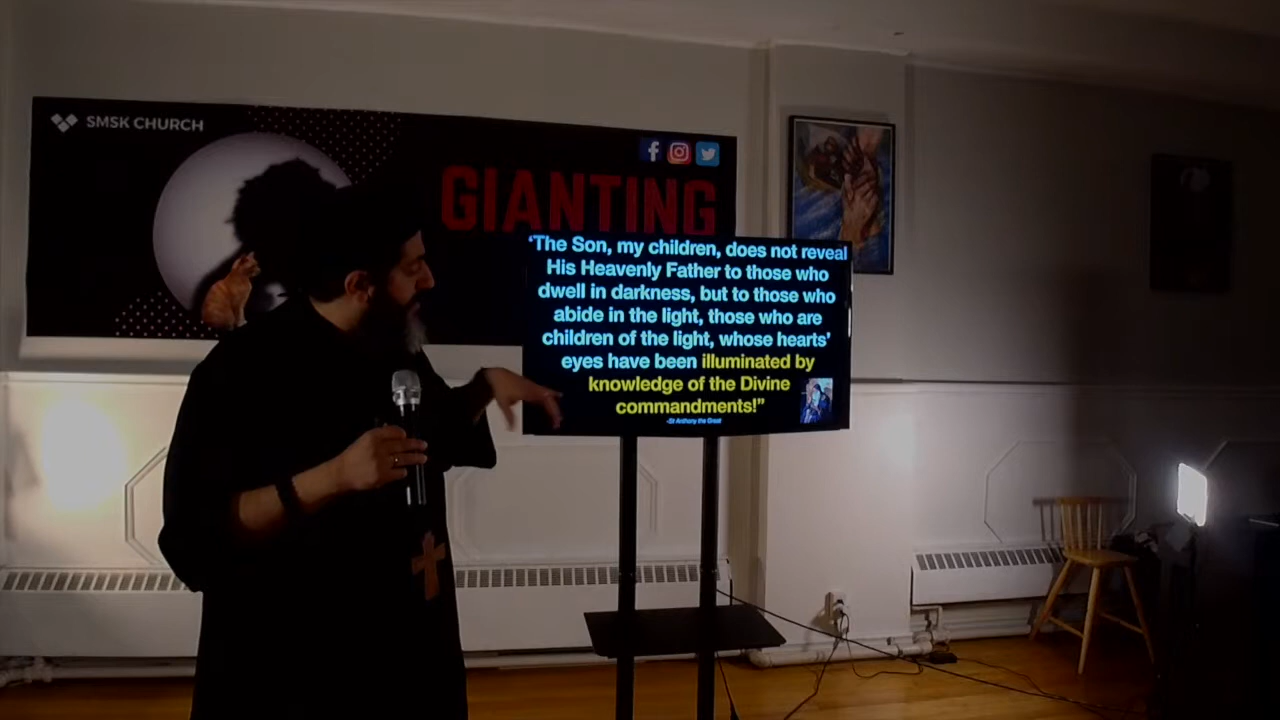 SMSK CHURCH
GIANTING
‘The Son, my children, does not reveal
His Heavenly Father to those who
dwell in darkness, but to those who
abide in the light, those who are
children of the light, whose hearts’
eyes have been illuminated by
knowledge of the Divine
commandments!”
-St Anthony the Great